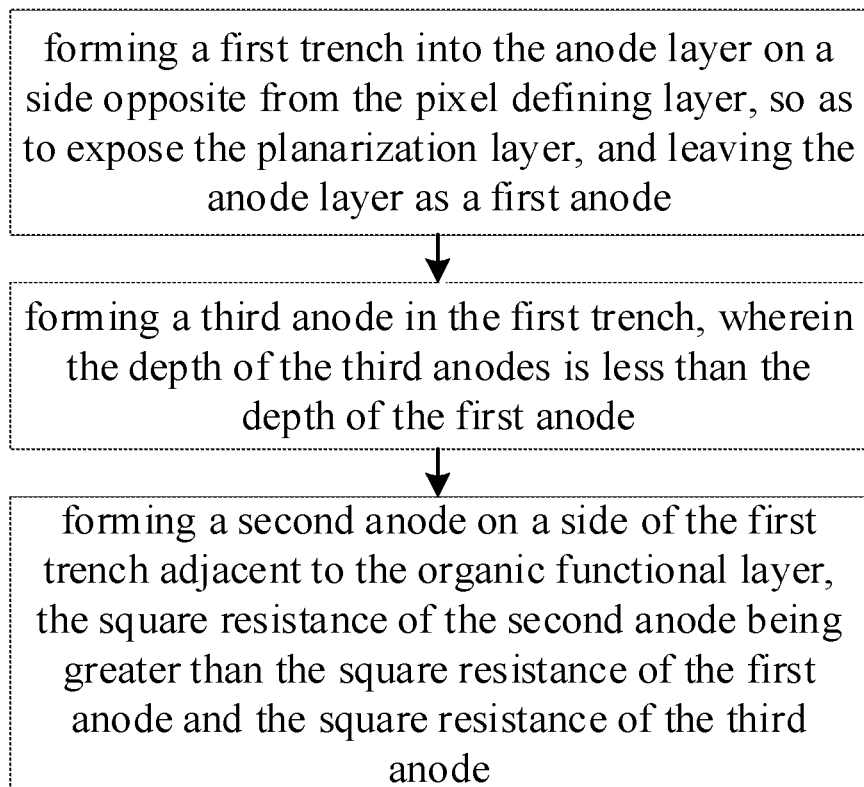 forming a first trench into the anode layer on a
side opposite from the pixel defining layer, so as
to expose the planarization layer, and leaving the
anode layer as a first anode
forming a third anode in the first trench, wherein
the depth of the third anodes is less than the
depth of the first anode
forming a second anode on a side of the first
trench adjacent to the organic functional layer,
the square resistance of the second anode being
greater than the square resistance of the first
anode and the square resistance of the third
anode